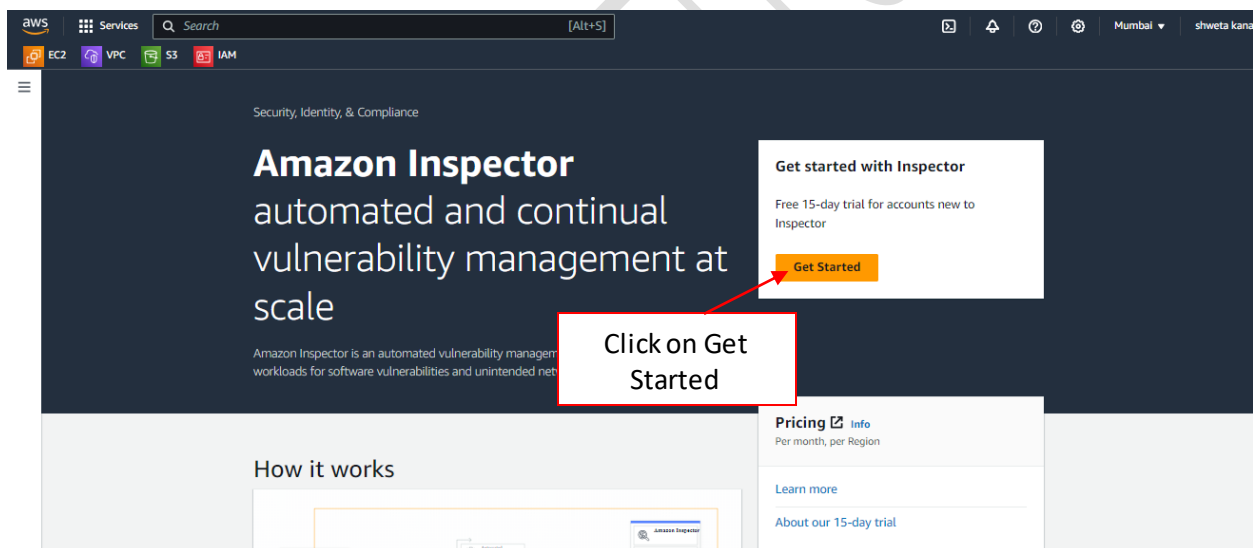 aws Services Search [Alt+S] Mumbai shweta kana
EC2 VPC S3 IAM
Security, Identity, & Compliance
Amazon Inspector
automated and continual
vulnerability management at
scale
Amazon Inspector is an automated vulnerability
workloads for software vulnerabilities and unintended
Get started with Inspector
Free 15-day trial for accounts new to
Inspector
Get Started
Click on Get
Started
Pricing Info
Per month, per Region
Learn more
About our 15-day trial
How it works
Amazon Inspector